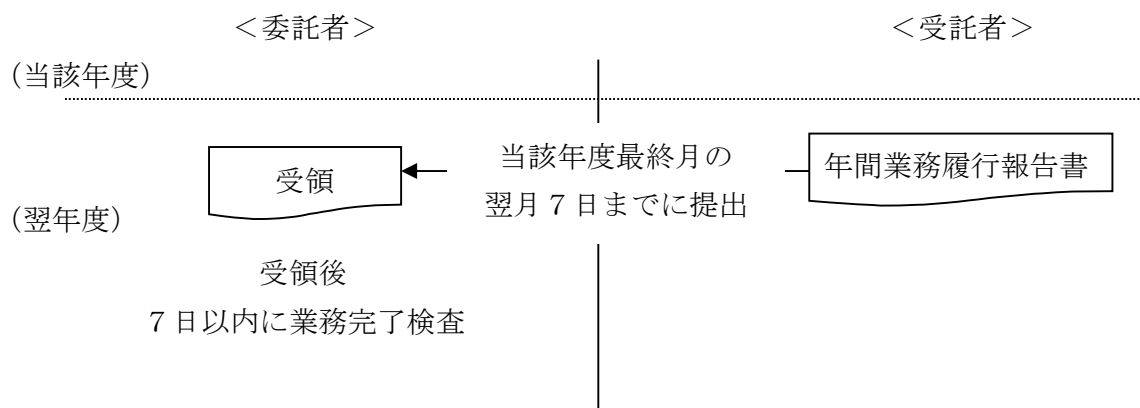 ＜委託者＞
＜受託者＞
（当該年度）
受領
当該年度最終月の
翌月７日までに提出
年間業務履行報告書
（翌年度）
受領後
７日以内に業務完了検査